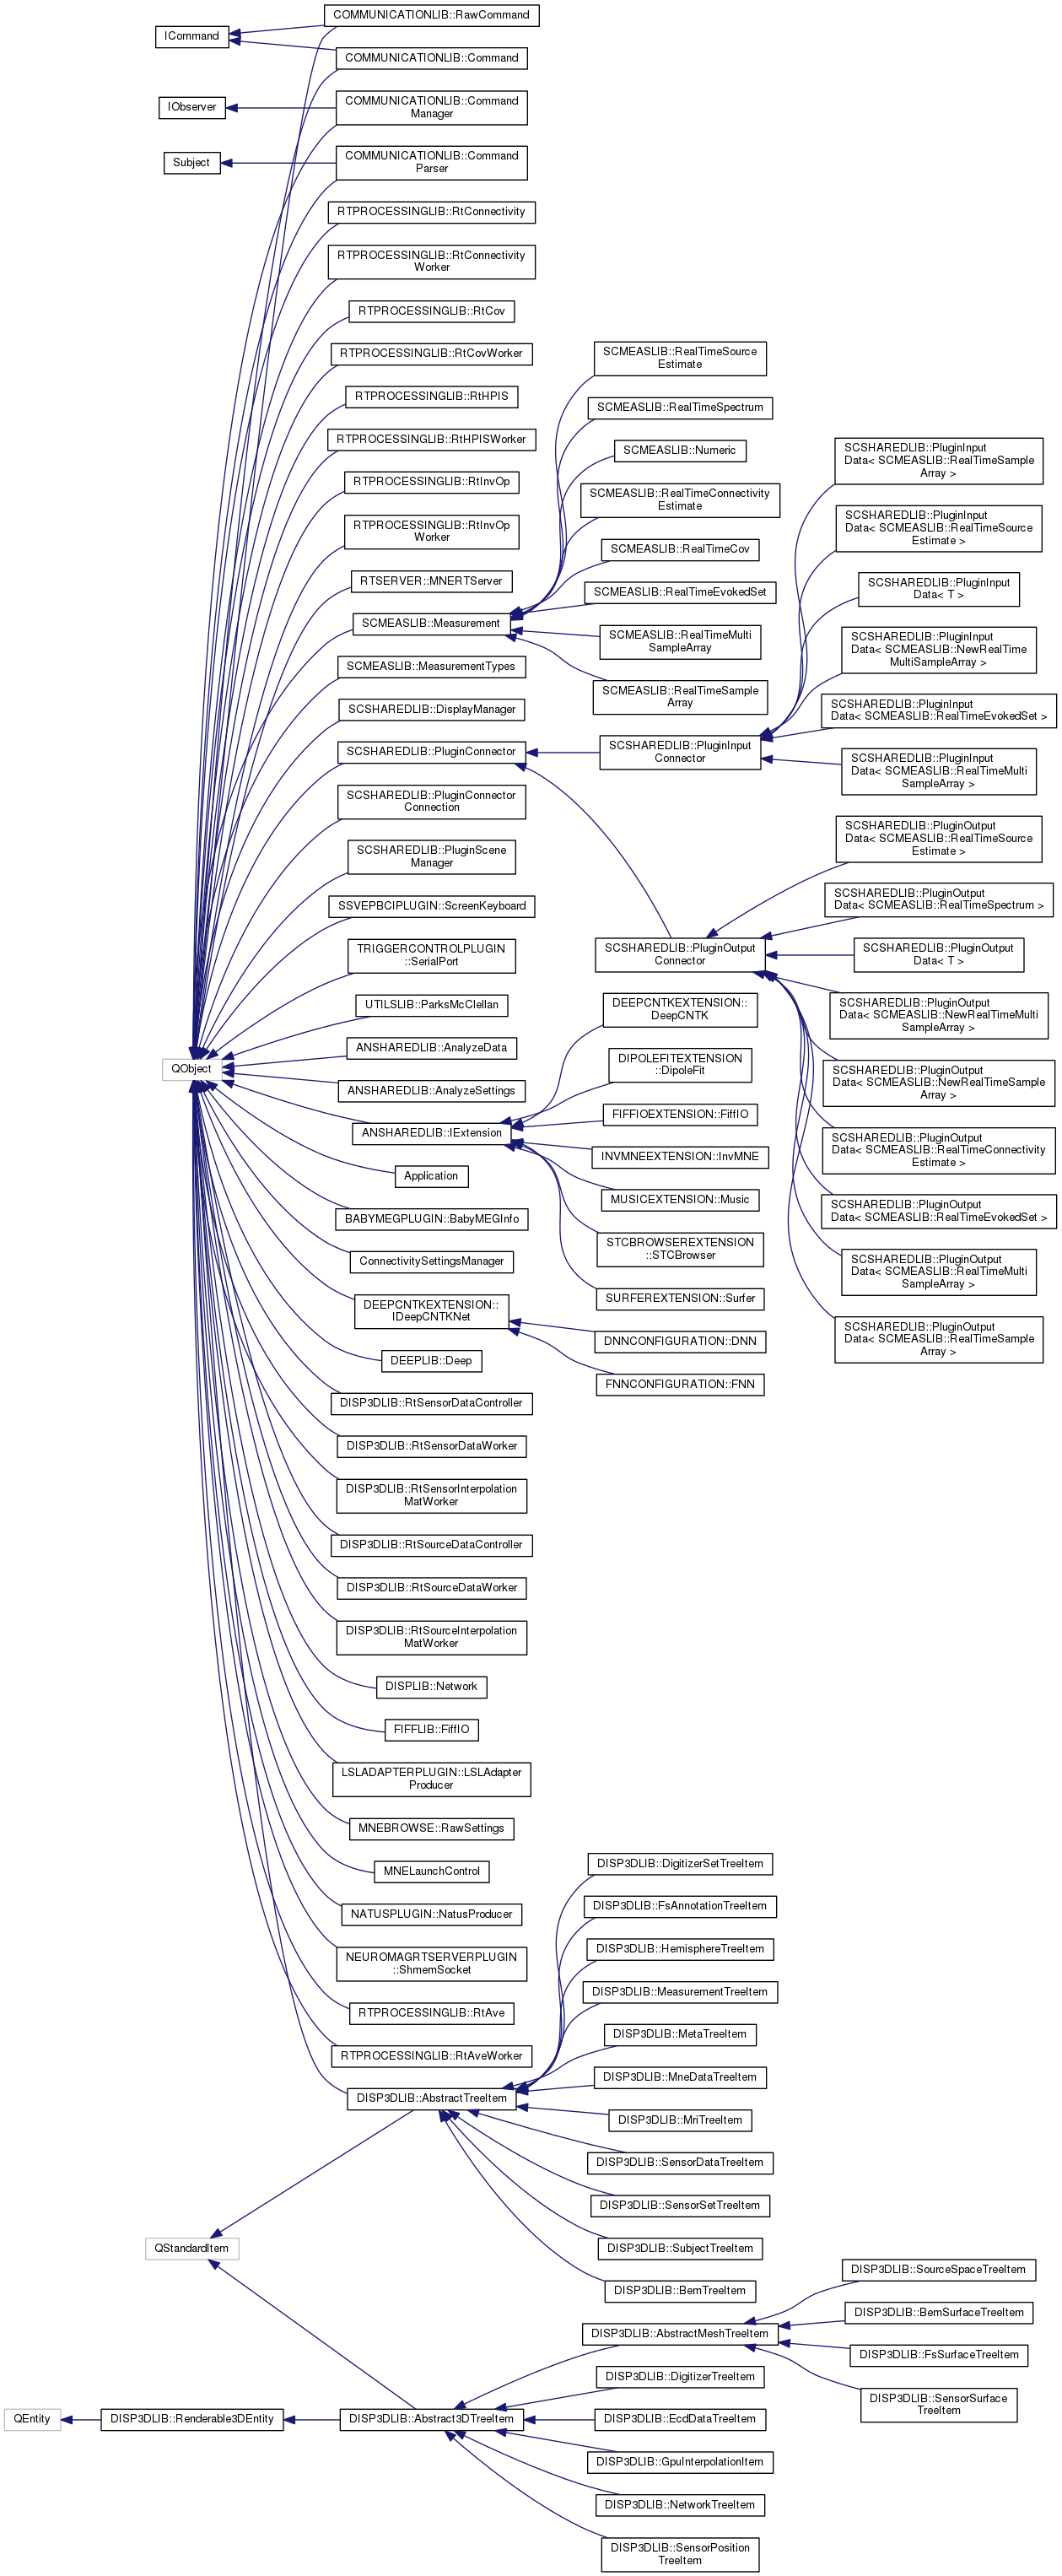 ICommand
IObserver
Subject
QObject
QStandardItem
QEntity
DISP3DLIB::Renderable3DEntity
COMMUNICATIONLIB::RawCommand
COMMUNICATIONLIB::Command
COMMUNICATIONLIB::Command
Manager
COMMUNICATIONLIB::Command
Parser
RTPROCESSINGLIB::RtConnectivity
RTPROCESSINGLIB::RtConnectivity
Worker
RTPROCESSINGLIB::RtCov
RTPROCESSINGLIB::RtCovWorker
RTPROCESSINGLIB::RtHPIS
RTPROCESSINGLIB::RtHPISWorker
RTPROCESSINGLIB::RtInvOp
RTPROCESSINGLIB::RtInvOp
Worker
RTSERVER::MNERTServer
SCMEASLIB::Measurement
SCMEASLIB::MeasurementTypes
SCSHAREDLIB::DisplayManager
SCSHAREDLIB::PluginConnector
SCSHAREDLIB::PluginConnector
Connection
SCSHAREDLIB::PluginScene
Manager
SSVEPBCIPLUGIN::ScreenKeyboard
TRIGGERCONTROLPLUGIN
::SerialPort
UTILSLIB::ParksMcClellan
ANSHAREDLIB::AnalyzeData
ANSHAREDLIB::AnalyzeSettings
ANSHAREDLIB::IExtension
Application
BABYMEGPLUGIN::BabyMEGInfo
ConnectivitySettingsManager
DEEPCNTKEXTENSION::
IDeepCNTKNet
DEEPLIB::Deep
DISP3DLIB::RtSensorDataController
DISP3DLIB::RtSensorDataWorker
DISP3DLIB::RtSensorInterpolation
MatWorker
DISP3DLIB::RtSourceDataController
DISP3DLIB::RtSourceDataWorker
DISP3DLIB::RtSourceInterpolation
MatWorker
DISPLIB::Network
FIFFLIB::FiffIO
LSLADAPTERPLUGIN::LSLAdapter
Producer
MNEBROWSE::RawSettings
MNELaunchControl
NATUSPLUGIN::NatusProducer
NEUROMAGRTSERVERPLUGIN
::ShmemSocket
RTPROCESSINGLIB::RtAve
RTPROCESSINGLIB::RtAveWorker
DISP3DLIB::AbstractTreeItem
DISP3DLIB::Abstract3DTreeItem
SCMEASLIB::RealTimeSource
Estimate
SCMEASLIB::RealTimeSpectrum
SCMEASLIB::Numeric
SCMEASLIB::RealTimeConnectivity
Estimate
SCMEASLIB::RealTimeCov
SCMEASLIB::RealTimeEvokedSet
SCMEASLIB::RealTimeMulti
SampleArray
SCMEASLIB::RealTimeSample
Array
SCSHAREDLIB::PluginInput
Connector
SCSHAREDLIB::PluginOutput
Connector
DEEPCNTKEXTENSION::
DeepCNTK
DIPOLEFITEXTENSION
::DipoleFit
FIFFIOEXTENSION::FiffIO
INVMNEEXTENSION::InvMNE
MUSICEXTENSION::Music
STCBROWSEREXTENSION
::STCBrowser
SURFEREXTENSION::Surfer
DNNCONFIGURATION::DNN
FNNCONFIGURATION::FNN
DISP3DLIB::DigitizerSetTreeItem
DISP3DLIB::FsAnnotationTreeItem
DISP3DLIB::HemisphereTreeItem
DISP3DLIB::MeasurementTreeItem
DISP3DLIB::MetaTreeItem
DISP3DLIB::MneDataTreeItem
DISP3DLIB::MriTreeItem
DISP3DLIB::SensorDataTreeItem
DISP3DLIB::SensorSetTreeItem
DISP3DLIB::SubjectTreeItem
DISP3DLIB::BemTreeItem
DISP3DLIB::AbstractMeshTreeItem
DISP3DLIB::DigitizerTreeItem
DISP3DLIB::EcdDataTreeItem
DISP3DLIB::GpuInterpolationItem
DISP3DLIB::NetworkTreeItem
DISP3DLIB::SensorPosition
TreeItem
SCSHAREDLIB::PluginInput
Data< SCMEASLIB::RealTimeSample
Array >
SCSHAREDLIB::PluginInput
Data< SCMEASLIB::RealTimeSource
Estimate >
SCSHAREDLIB::PluginInput
Data< T >
SCSHAREDLIB::PluginInput
Data< SCMEASLIB::NewRealTime
MultiSampleArray >
SCSHAREDLIB::PluginInput
Data< SCMEASLIB::RealTimeEvokedSet >
SCSHAREDLIB::PluginInput
Data< SCMEASLIB::RealTimeMulti
SampleArray >
SCSHAREDLIB::PluginOutput
Data< SCMEASLIB::RealTimeSource
Estimate >
SCSHAREDLIB::PluginOutput
Data< SCMEASLIB::RealTimeSpectrum >
SCSHAREDLIB::PluginOutput
Data< T >
SCSHAREDLIB::PluginOutput
Data< SCMEASLIB::NewRealTimeMulti
SampleArray >
SCSHAREDLIB::PluginOutput
Data< SCMEASLIB::NewRealTimeSample
Array >
SCSHAREDLIB::PluginOutput
Data< SCMEASLIB::RealTimeConnectivity
Estimate >
SCSHAREDLIB::PluginOutput
Data< SCMEASLIB::RealTimeEvokedSet >
SCSHAREDLIB::PluginOutput
Data< SCMEASLIB::RealTimeMulti
SampleArray >
SCSHAREDLIB::PluginOutput
Data< SCMEASLIB::RealTimeSample
Array >
DISP3DLIB::SourceSpaceTreeItem
DISP3DLIB::BemSurfaceTreeItem
DISP3DLIB::FsSurfaceTreeItem
DISP3DLIB::SensorSurface
TreeItem